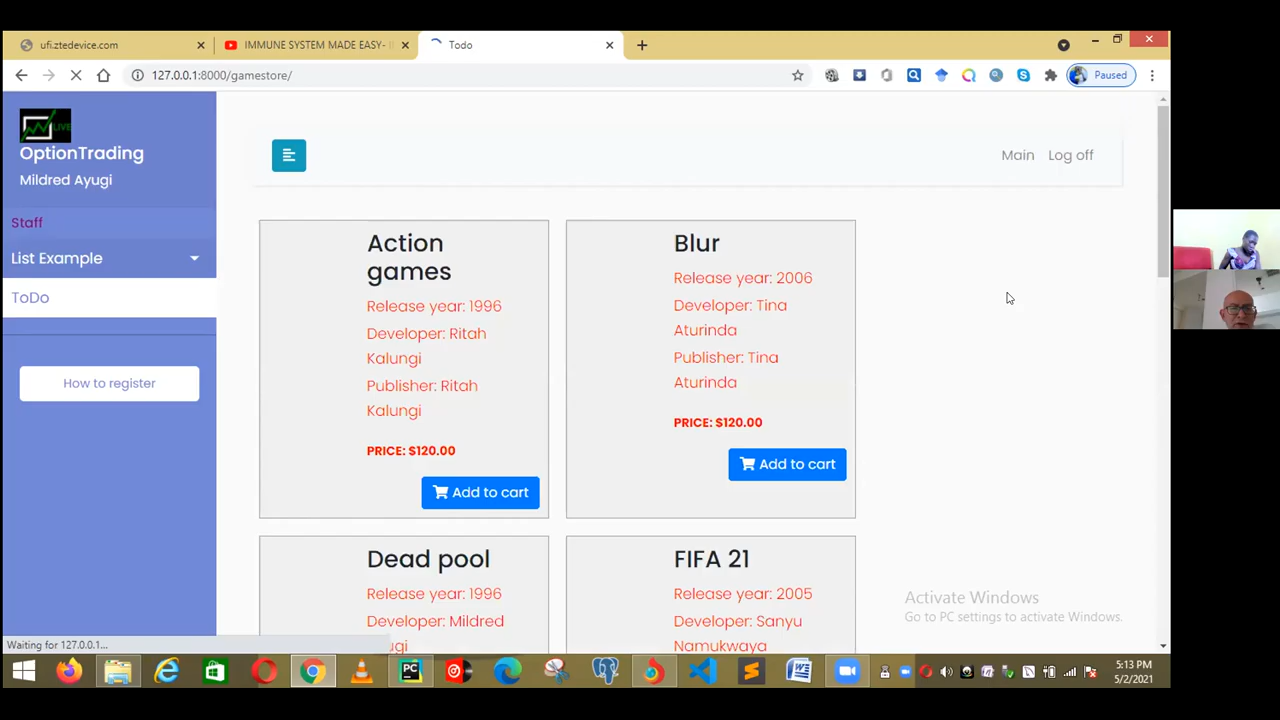 ufi.ztedevice.com
IMMUNE SYSTEM MADE EASY-
Todo
127.0.0.1:8000/gamestore/
Paused
LIVE
OptionTrading
Mildred Ayugi
Staff
List Example
ToDo
How to register
Main Log off
Action
games
Release year: 1996
Developer: Ritah
Kalungi
Publisher: Ritah
Kalungi
PRICE: $120.00
Add to cart
Blur
Release year: 2006
Developer: Tina
Aturinda
Publisher: Tina
Aturinda
PRICE: $120.00
Add to cart
Dead pool
Release year: 1996
Developer: Mildred
FIFA 21
Release year: 2005
Developer: Sanyu
Namukwaya
Activate Windows
Go to PC settings to activate Windows.
Waiting for 127.0.0.1...
5:13 PM
5/2/2021